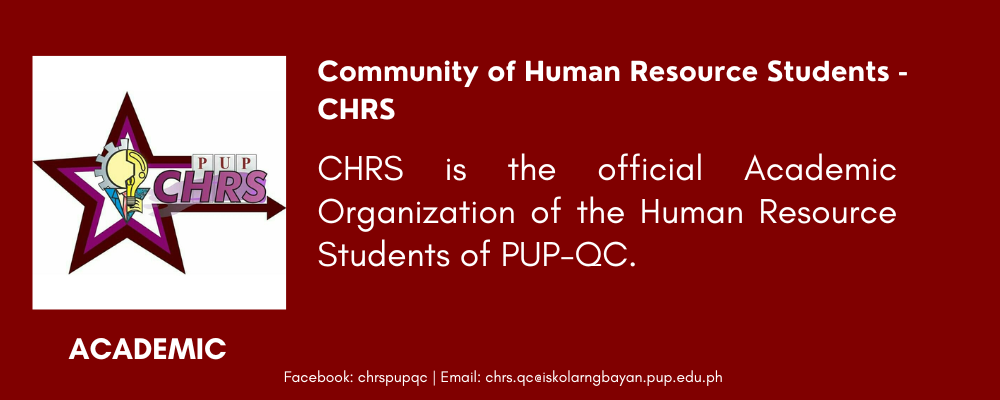 Community of Human Resource Students -
CHRS
CHRS is the official Academic
Organization of the Human Resource
Students of PUP-QC.
PUP
CHRS
ACADEMIC
Facebook: chrspupqc | Email: chrs.qc@iskolarngbayan.pup.edu.ph